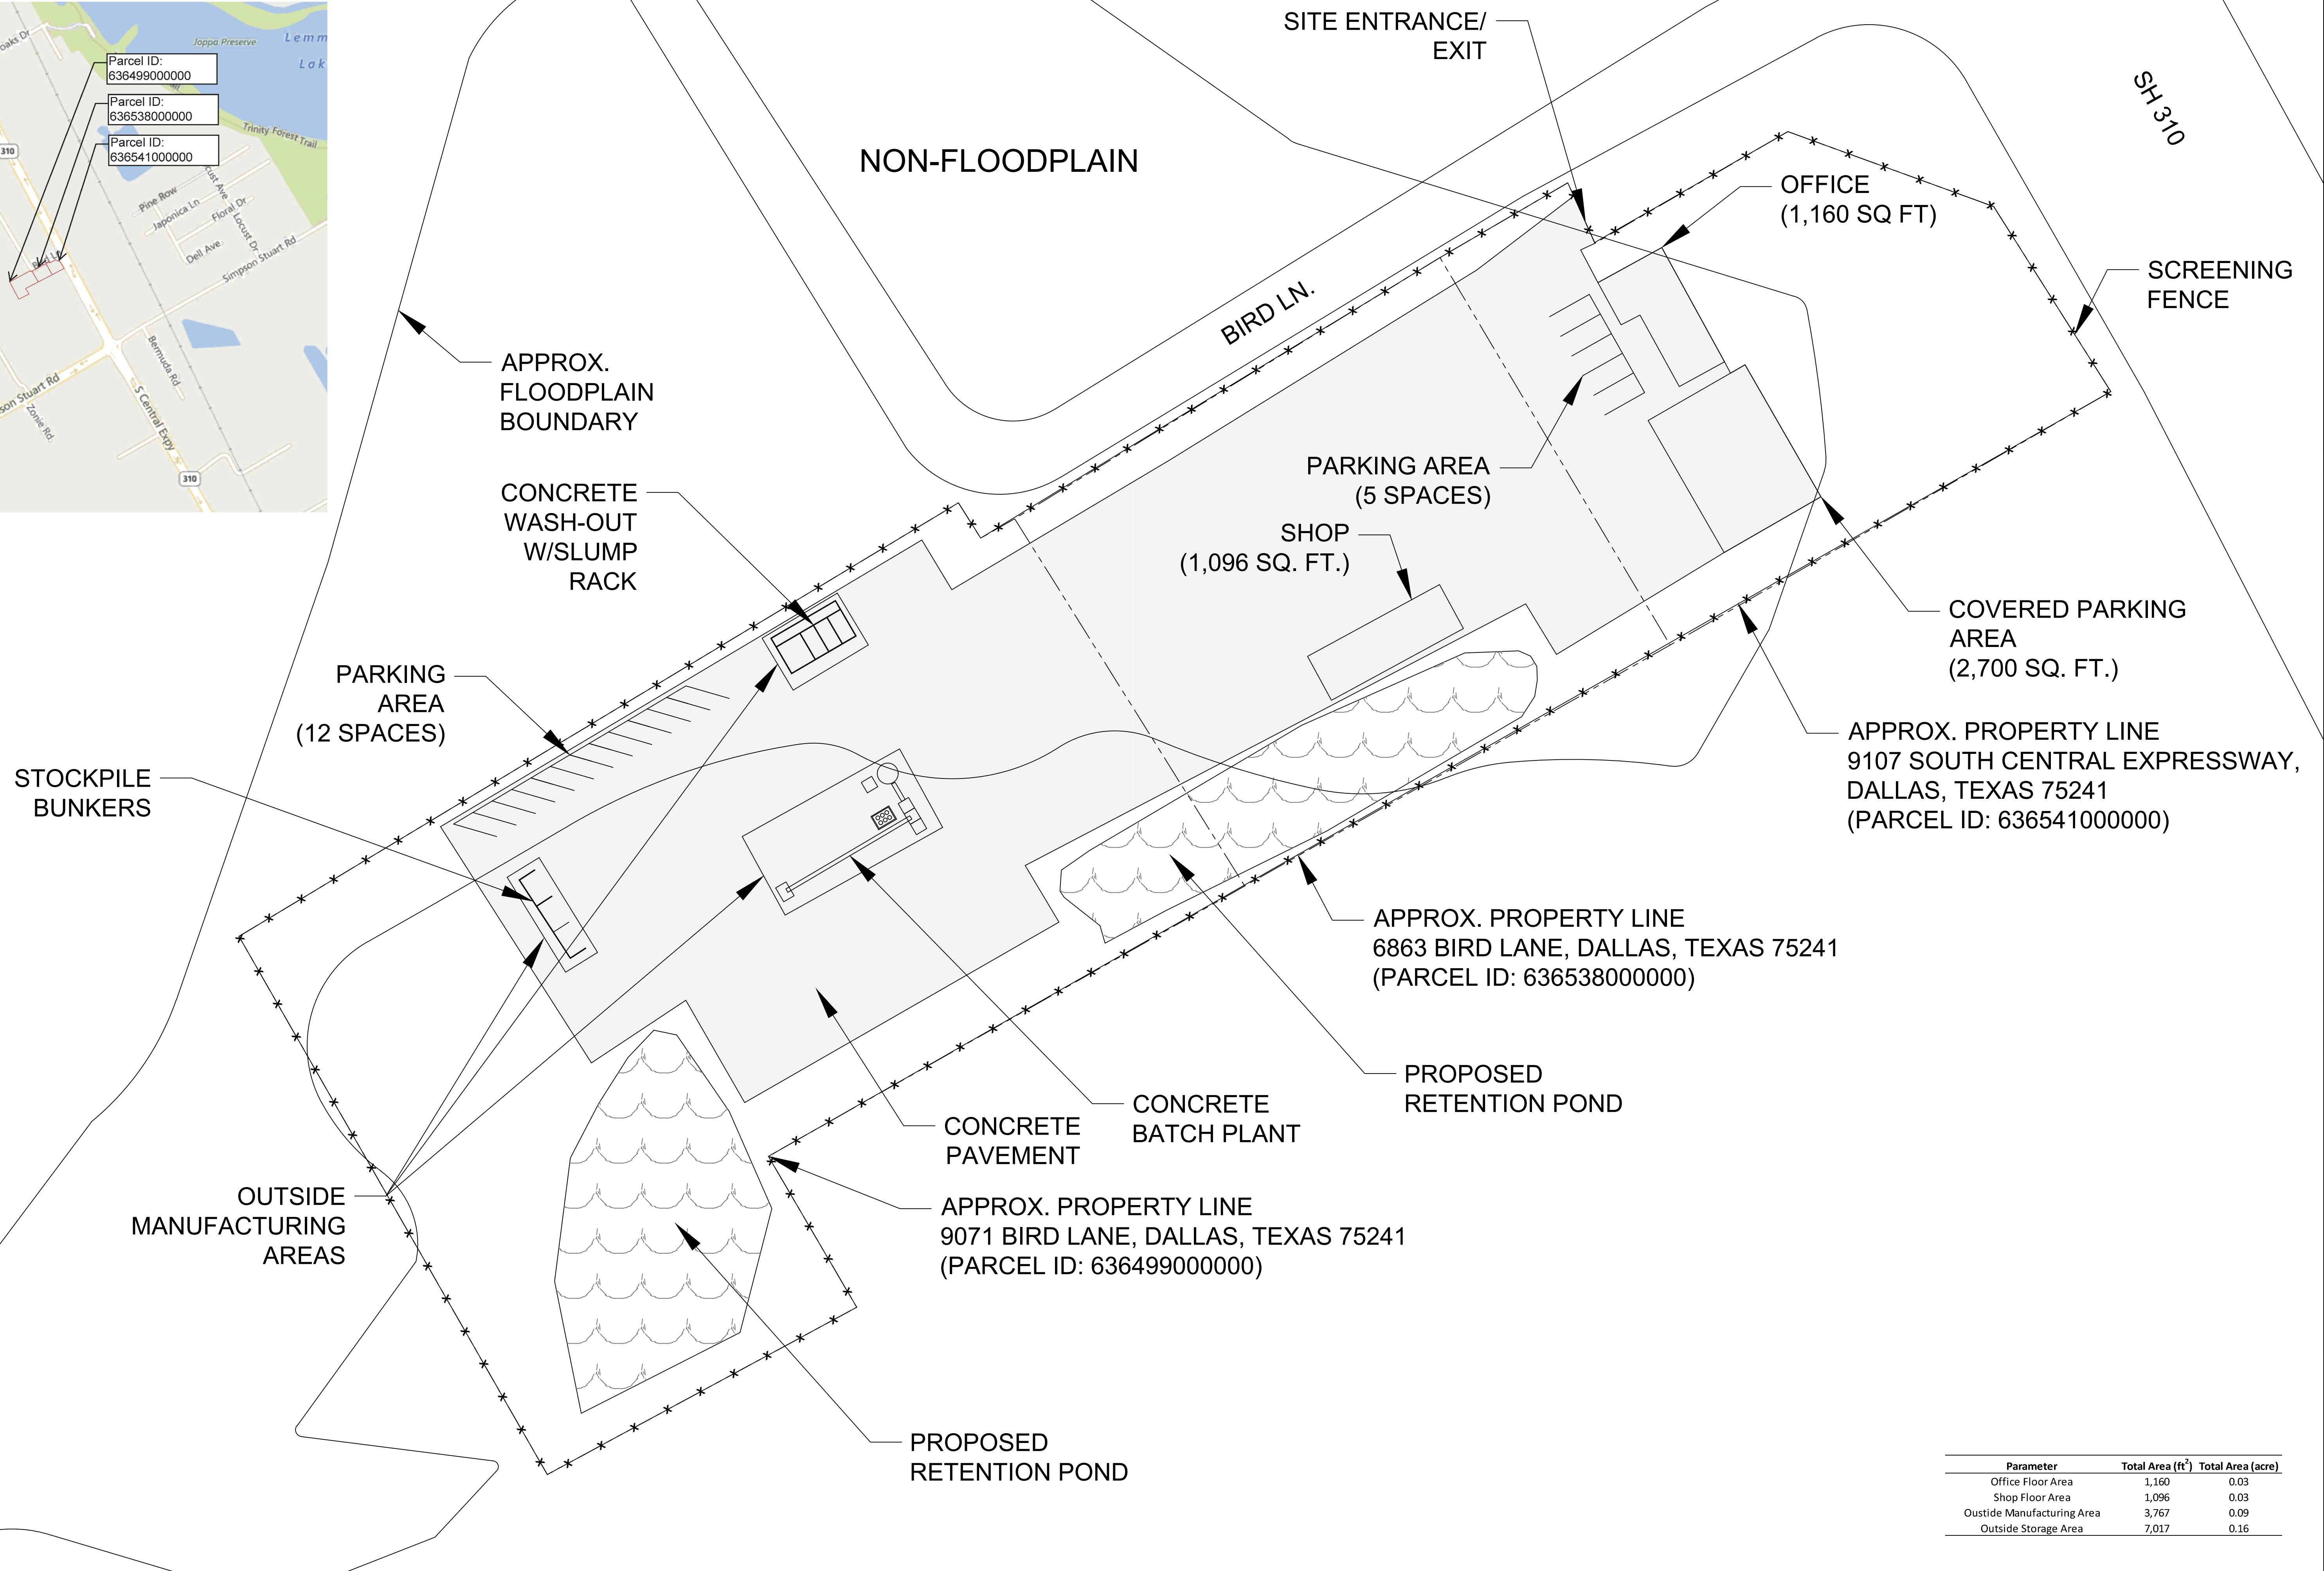 oaks Dr
Joppa Preserve
Lemm
Lak
Parcel ID:
636499000000
Parcel ID:
636538000000
Parcel ID:
636541000000
Trinity Forest Trail
310
Pine Row
Japonica Ln
Floral Dr
Locust Dr
Dell Ave
Simpson Stuart Rd
Bermuda Rd
son Stuart Rd
Zonie Rd
S Central Expy
310
SITE ENTRANCE/
EXIT
SH 310
NON-FLOODPLAIN
OFFICE
(1,160 SQ FT)
SCREENING
FENCE
BIRD LN.
APPROX.
FLOODPLAIN
BOUNDARY
PARKING AREA
(5 SPACES)
CONCRETE
WASH-OUT
W/SLUMP
RACK
SHOP
(1,096 SQ. FT.)
COVERED PARKING
AREA
(2,700 SQ. FT.)
PARKING
AREA
(12 SPACES)
APPROX. PROPERTY LINE
9107 SOUTH CENTRAL EXPRESSWAY,
DALLAS, TEXAS 75241
(PARCEL ID: 636541000000)
STOCKPILE
BUNKERS
APPROX. PROPERTY LINE
6863 BIRD LANE, DALLAS, TEXAS 75241
(PARCEL ID: 636538000000)
PROPOSED
RETENTION POND
CONCRETE
BATCH PLANT
CONCRETE
PAVEMENT
OUTSIDE
MANUFACTURING
AREAS
APPROX. PROPERTY LINE
9071 BIRD LANE, DALLAS, TEXAS 75241
(PARCEL ID: 636499000000)
PROPOSED
RETENTION POND
Parameter Total Area (ft²) Total Area (acre)
Office Floor Area 1,160 0.03
Shop Floor Area 1,096 0.03
Oustide Manufacturing Area 3,767 0.09
Outside Storage Area 7,017 0.16